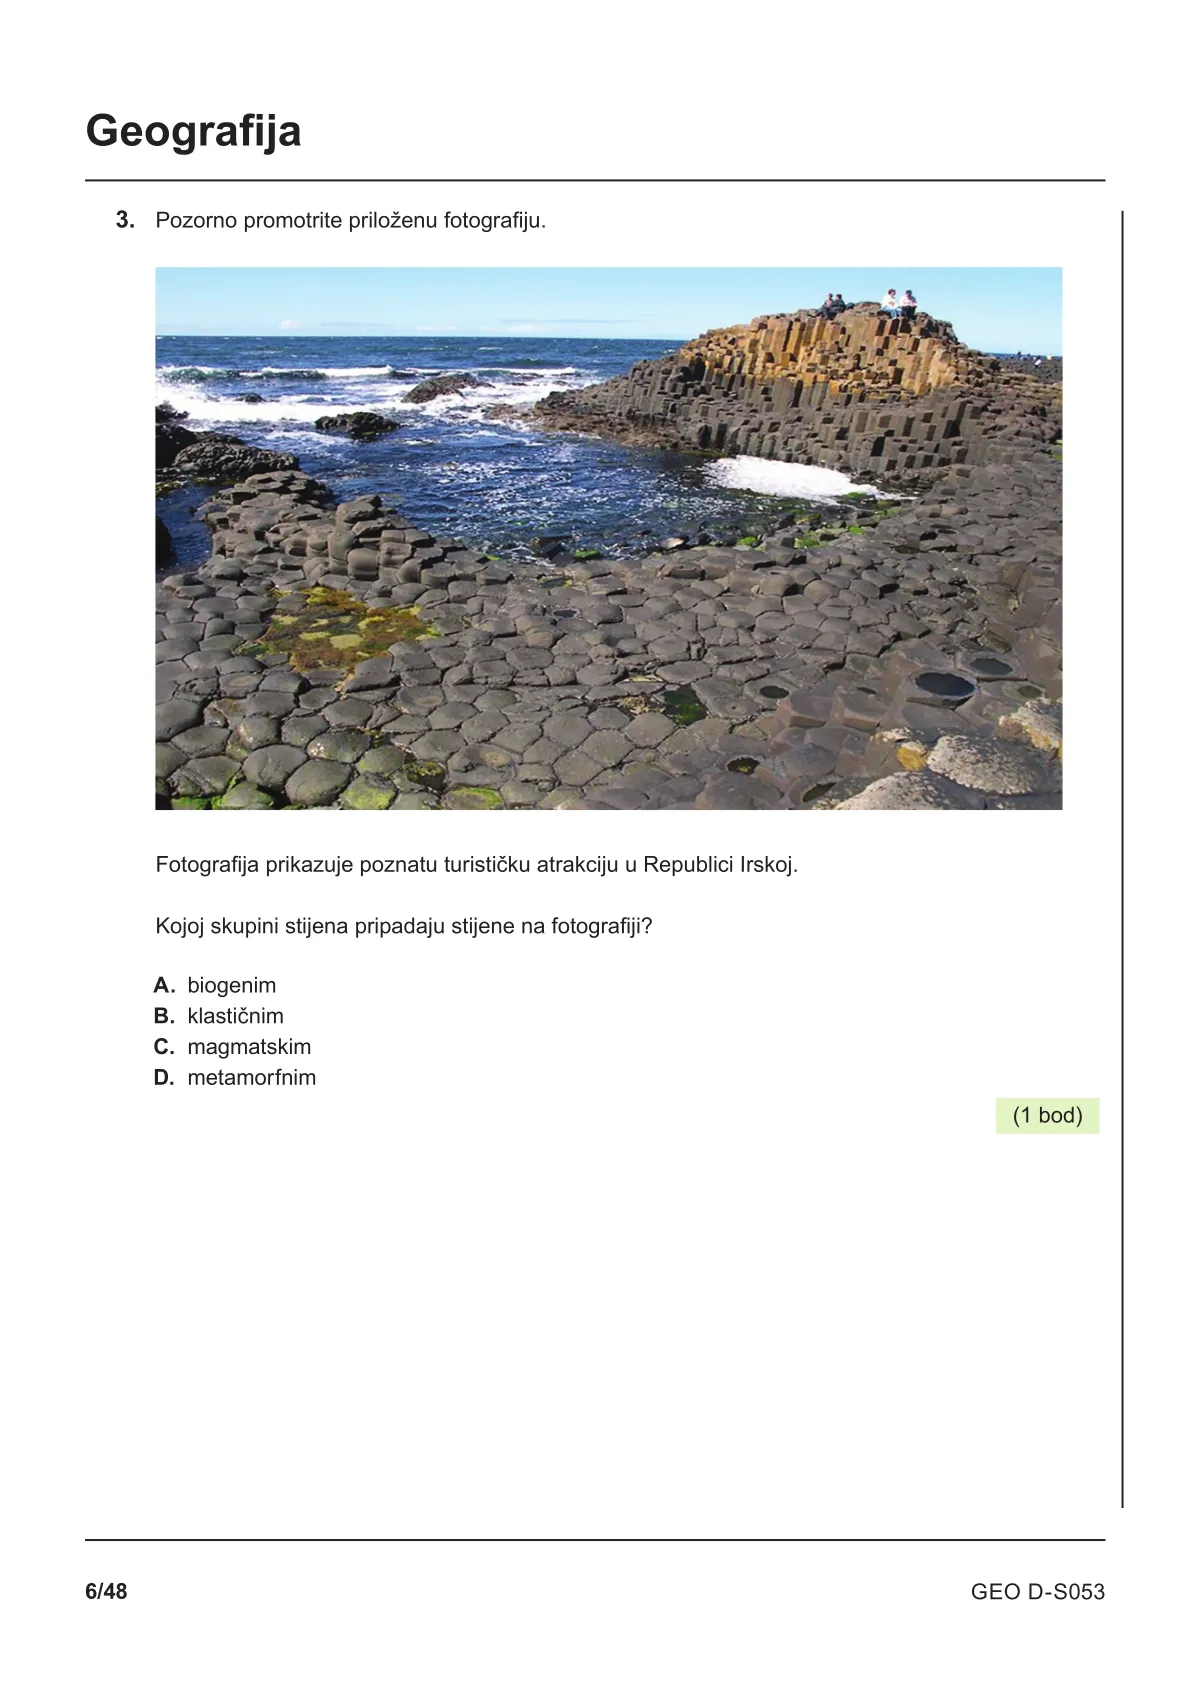 Geografija
3. Pozorno promotrite priloženu fotografiju.
Fotografija prikazuje poznatu turističku atrakciju u Republici Irskoj.
Kojoj skupini stijena pripadaju stijene na fotografiji?
A. biogenim
B. klastičnim
C. magmatskim
D. metamorfnim
(1 bod)
6/48
GEO D-S053